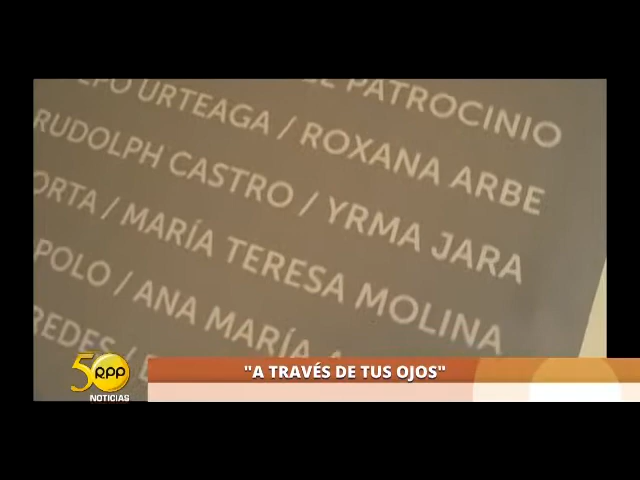 PATROCINIO
URTEAGA / ROXANA ARBE
RUDOLPH CASTRO / YRMA JARA
ORTA / MARÍA TERESA MOLINA
POLO / ANA MARÍA
REDES /
50 RPP
NOTICIAS
"A TRAVÉS DE TUS OJOS"